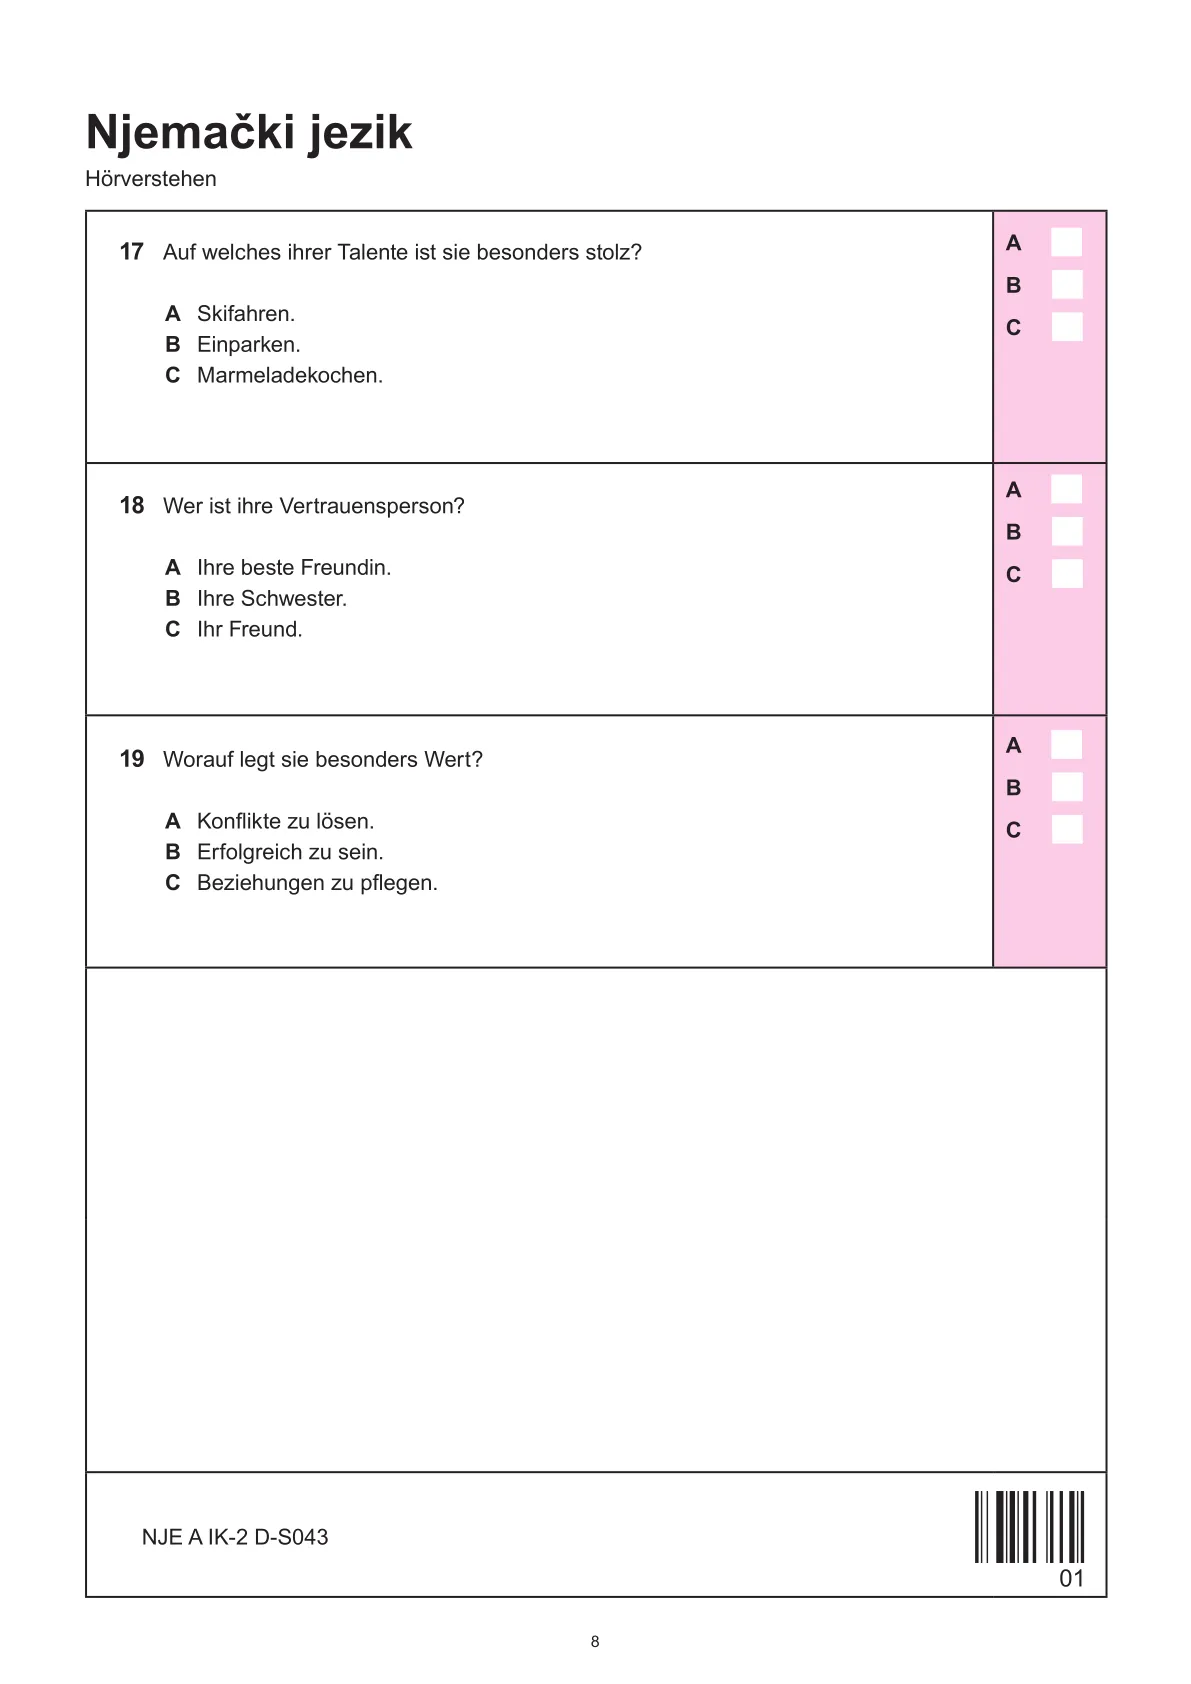 Njemački jezik
Hörverstehen
17 Auf welches ihrer Talente ist sie besonders stolz?
A Skifahren.
B Einparken.
C Marmeladekochen.
A
B
C
18 Wer ist ihre Vertrauensperson?
A Ihre beste Freundin.
B Ihre Schwester.
C Ihr Freund.
A
B
C
19 Worauf legt sie besonders Wert?
A Konflikte zu lösen.
B Erfolgreich zu sein.
C Beziehungen zu pflegen.
A
B
C
NJE A IK-2 D-S043
01
8